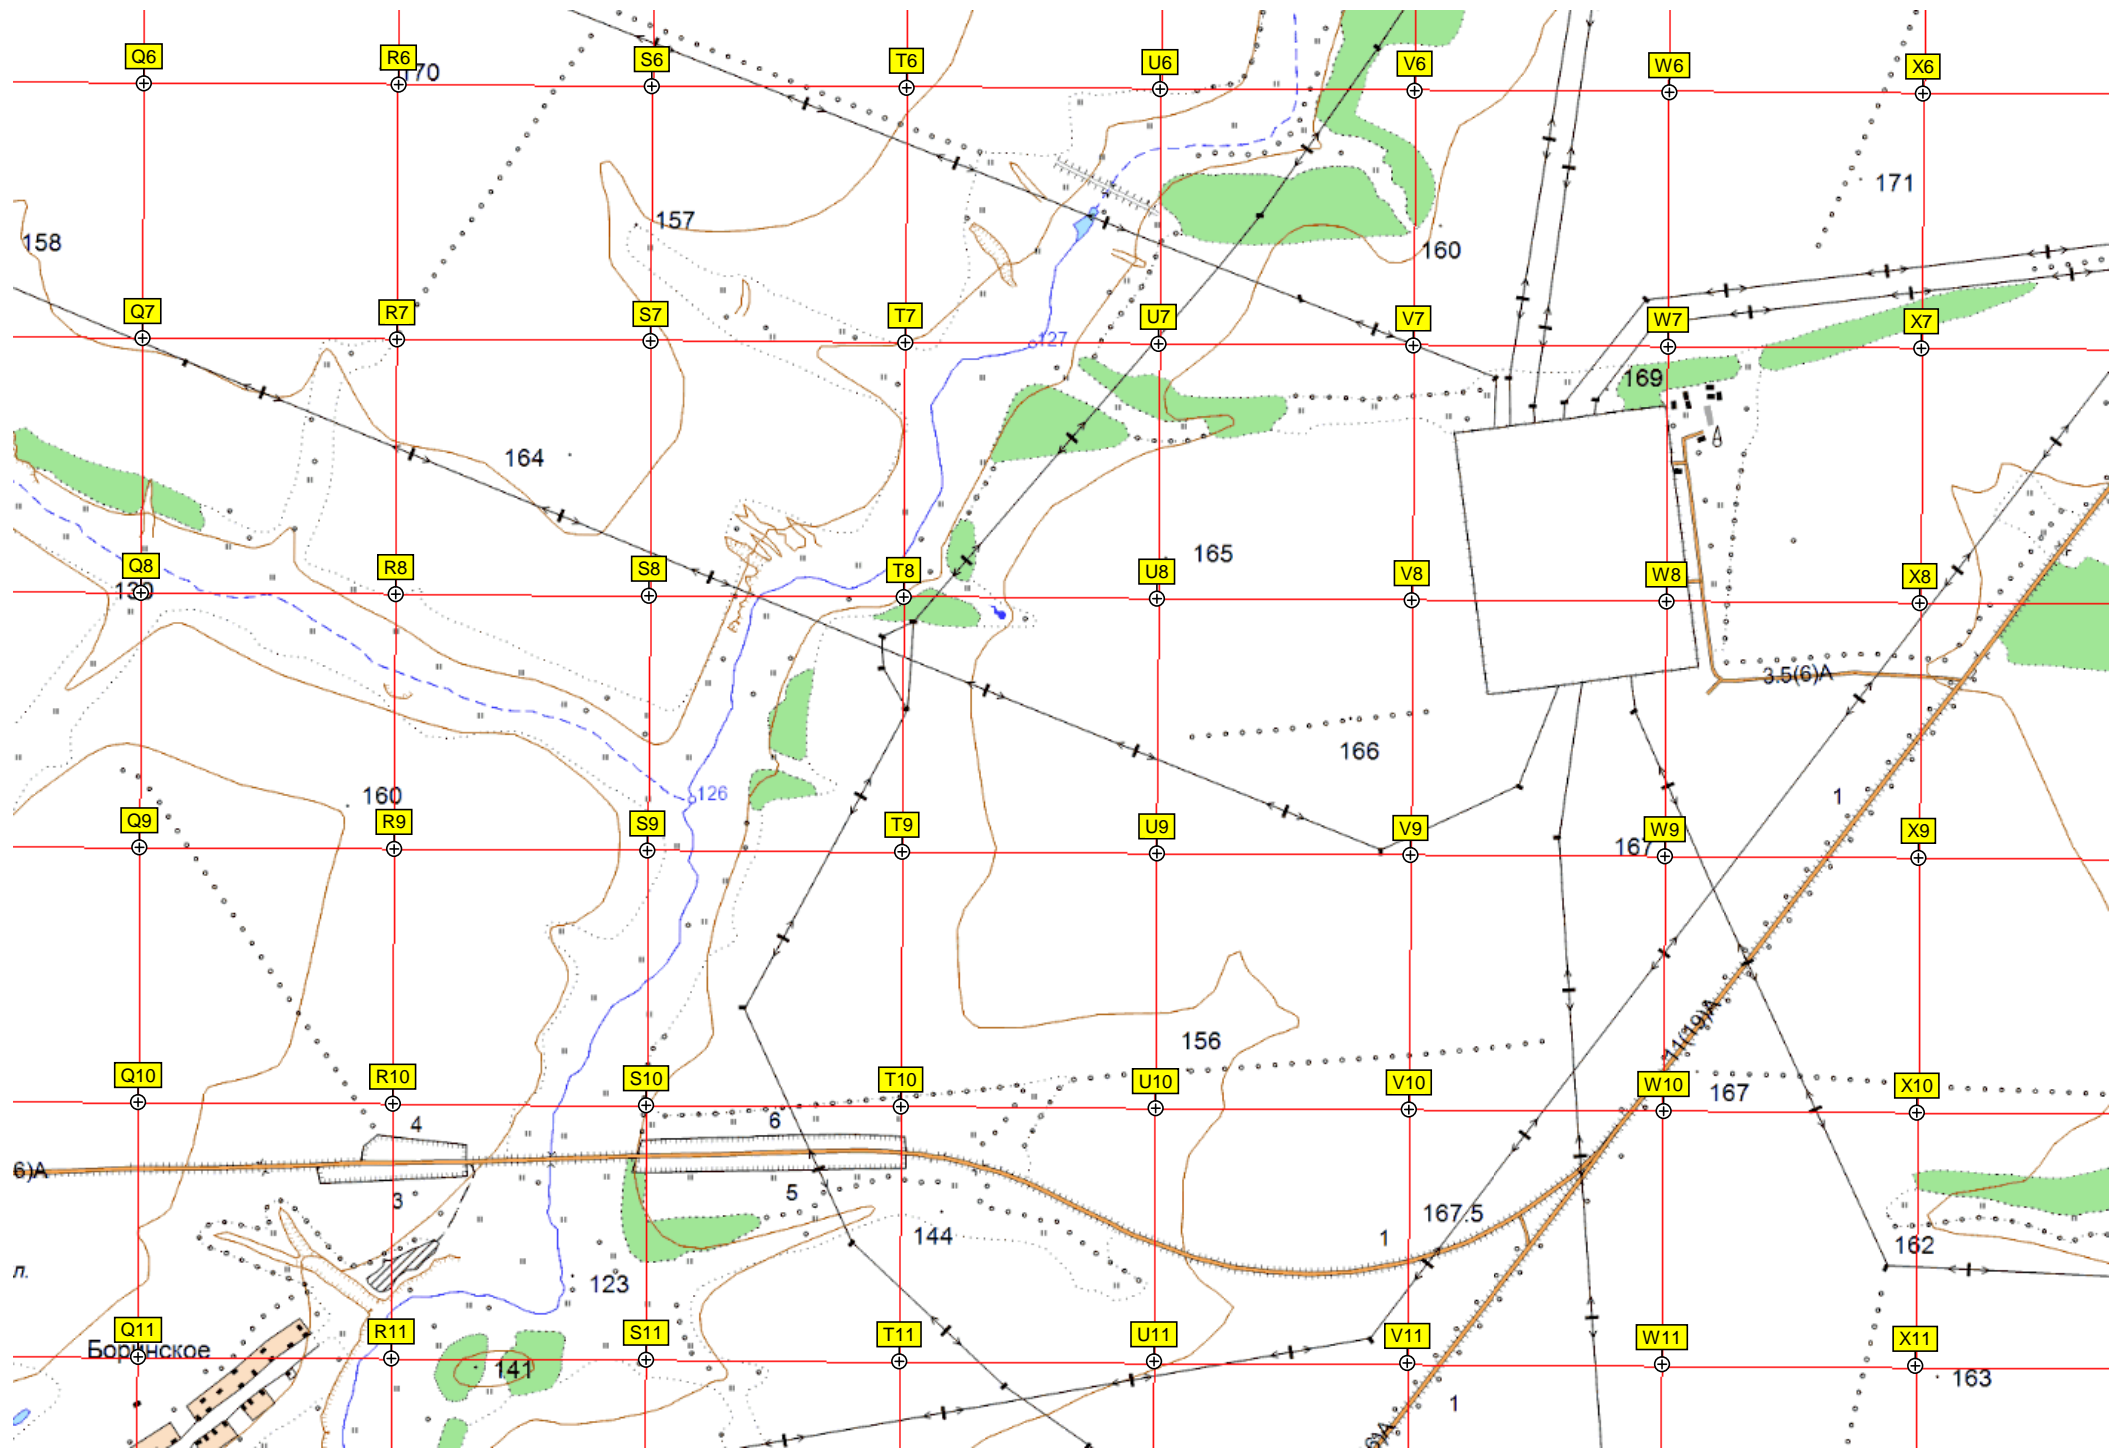 Q6
R6
S6
T6
U6
V6
W6
X6
170
171
157
158
160
Q7
R7
S7
T7
U7
V7
W7
X7
127
169
164
165
Q8
R8
S8
T8
U8
V8
W8
X8
3.5(6)A
166
126
160
1
Q9
R9
S9
T9
U9
V9
W9
X9
167
11(19)A
156
Q10
R10
S10
T10
U10
V10
W10
X10
167
4
6
6)A
3
5
167.5
144
1
162
л.
123
Q11
R11
S11
T11
U11
V11
W11
X11
Боринское
141
163
1